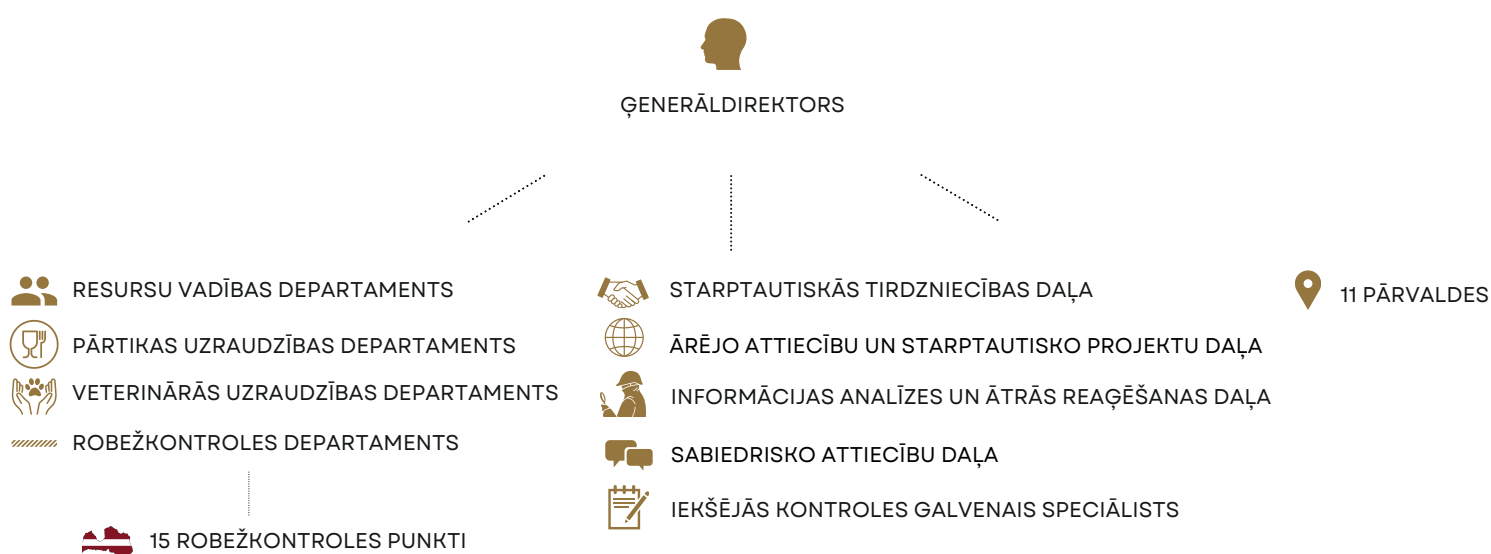 ĢENERĀLDIREKTORS
RESURSU VADĪBAS DEPARTAMENTS
PĀRTIKAS UZRAUDZĪBAS DEPARTAMENTS
VETERINĀRĀS UZRAUDZĪBAS DEPARTAMENTS
ROBEŽKONTROLES DEPARTAMENTS
15 ROBEŽKONTROLES PUNKTI
STARPTAUTISKĀS TIRDZNIECĪBAS DAĻA
ĀRĒJO ATTIECĪBU UN STARPTAUTISKO PROJEKTU DAĻA
INFORMĀCIJAS ANALĪZES UN ĀTRĀS REAĢĒŠANAS DAĻA
SABIEDRISKO ATTIECĪBU DAĻA
IEKŠĒJĀS KONTROLES GALVENAIS SPECIĀLISTS
11 PĀRVALDES